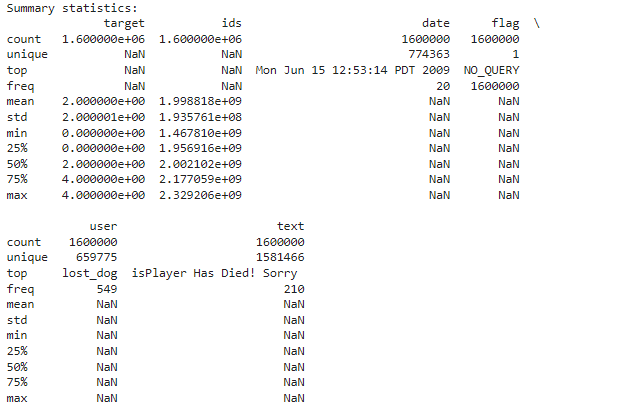 Summary statistics:
target ids date flag \
count 1.600000e+06 1.600000e+06 1600000 1600000
unique NaN NaN 774363 1
top NaN NaN Mon Jun 15 12:53:14 PDT 2009 NO_QUERY
freq NaN NaN 20 1600000
mean 2.000000e+00 1.998818e+09 NaN NaN
std 2.000001e+00 1.935761e+08 NaN NaN
min 0.000000e+00 1.467810e+09 NaN NaN
25% 0.000000e+00 1.956916e+09 NaN NaN
50% 2.000000e+00 2.002102e+09 NaN NaN
75% 4.000000e+00 2.177059e+09 NaN NaN
max 4.000000e+00 2.329206e+09 NaN NaN
user text
count 1600000 1600000
unique 659775 1581466
top lost_dog isPlayer Has Died! Sorry
freq 549 210
mean NaN NaN
std NaN NaN
min NaN NaN
25% NaN NaN
50% NaN NaN
75% NaN NaN
max NaN NaN